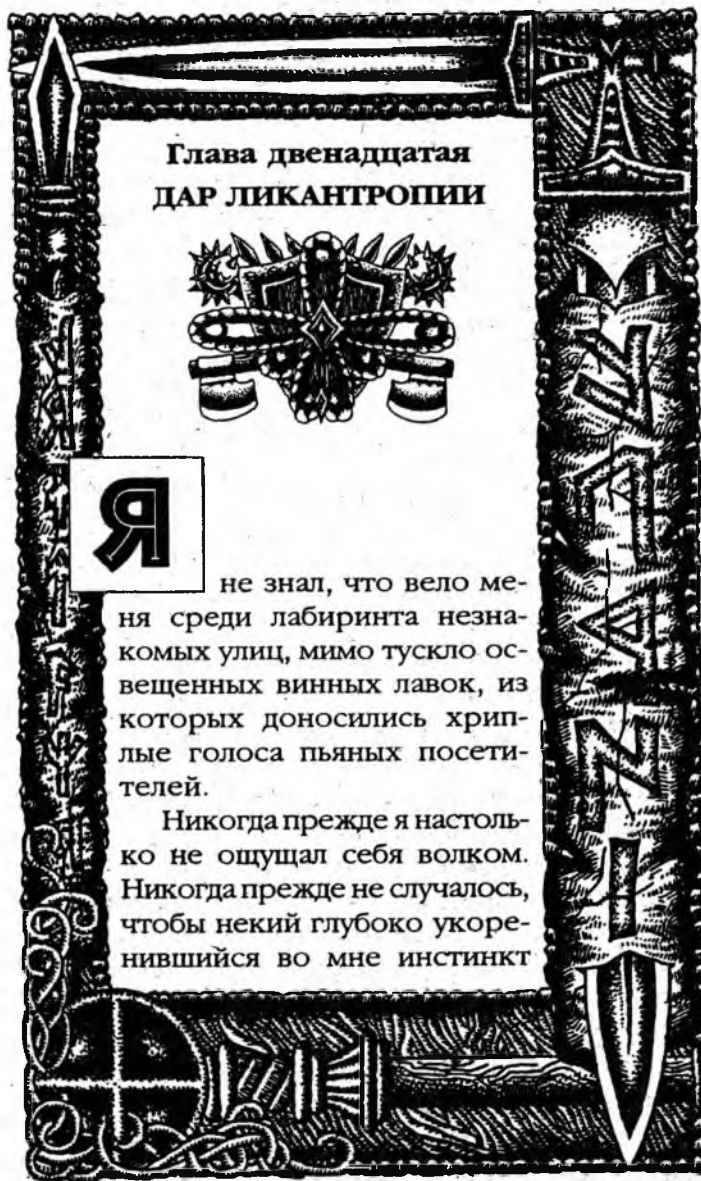 Глава двенадцатая
ДАР ЛИКАНТРОПИИ
Я
не знал, что вело ме-
ня среди лабиринта незна-
комых улиц, мимо тускло ос-
вещенных винных лавок, из
которых доносились хрип-
лые голоса пьяных посети-
телей.
Никогда прежде я настоль-
ко не ощущал себя волком.
Никогда прежде не случалось,
чтобы некий глубоко укоре-
нившийся во мне инстинкт